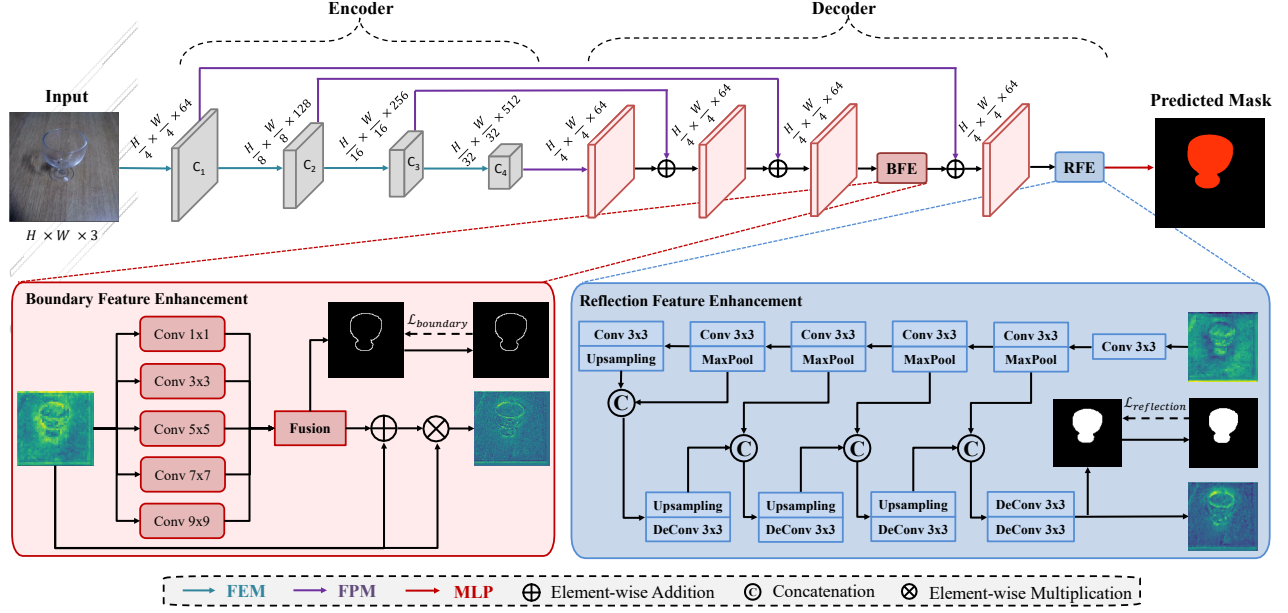 Encoder
Decoder
Input
H × W × 3
H/4 × W/4 × 64
C1
H/8 × W/8 × 128
C2
H/16 × W/16 × 256
C3
H/32 × W/32 × 512
C4
H/4 × W/4 × 64
H/4 × W/4 × 64
H/4 × W/4 × 64
BFE
H/4 × W/4 × 64
RFE
Predicted Mask
Boundary Feature Enhancement
Conv 1x1
Conv 3x3
Conv 5x5
Conv 7x7
Conv 9x9
Fusion
ℒboundary
Reflection Feature Enhancement
Conv 3x3
Upsampling
Conv 3x3
MaxPool
Conv 3x3
MaxPool
Conv 3x3
MaxPool
Conv 3x3
MaxPool
Conv 3x3
C
C
C
C
ℒreflection
Upsampling
DeConv 3x3
Upsampling
DeConv 3x3
Upsampling
DeConv 3x3
DeConv 3x3
DeConv 3x3
FEM
FPM
MLP
Element-wise Addition
C Concatenation
Element-wise Multiplication